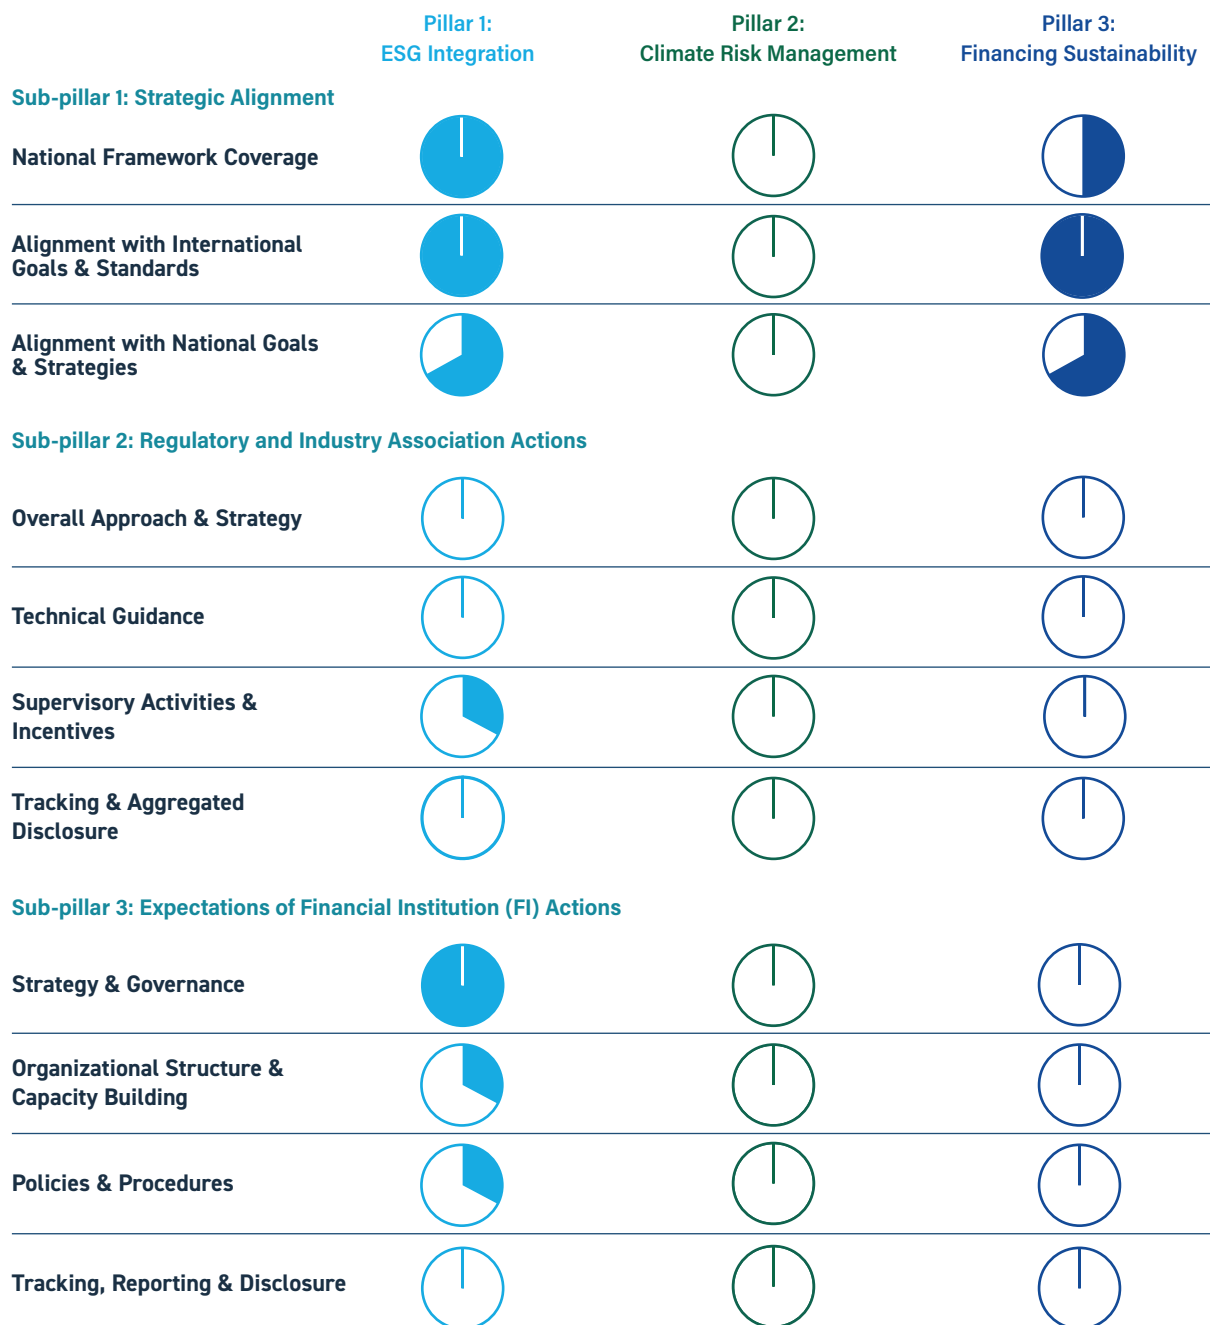 Pillar 1:
ESG Integration
Pillar 2:
Climate Risk Management
Pillar 3:
Financing Sustainability
Sub-pillar 1: Strategic Alignment
National Framework Coverage
Alignment with International
Goals & Standards
Alignment with National Goals
& Strategies
Sub-pillar 2: Regulatory and Industry Association Actions
Overall Approach & Strategy
Technical Guidance
Supervisory Activities &
Incentives
Tracking & Aggregated
Disclosure
Sub-pillar 3: Expectations of Financial Institution (FI) Actions
Strategy & Governance
Organizational Structure &
Capacity Building
Policies & Procedures
Tracking, Reporting & Disclosure